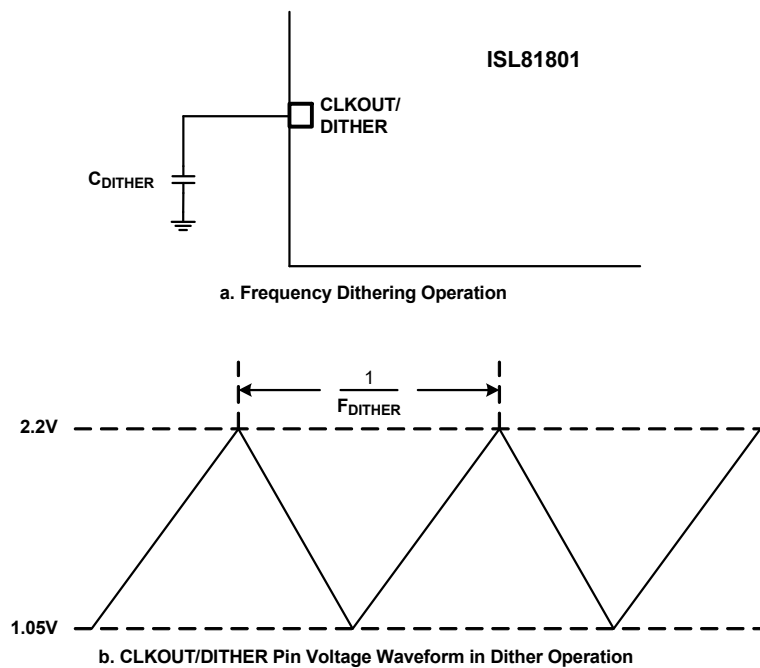 ISL81801
CLKOUT/
DITHER
CDITHER
a. Frequency Dithering Operation
1
FDITHER
2.2V
1.05V
b. CLKOUT/DITHER Pin Voltage Waveform in Dither Operation